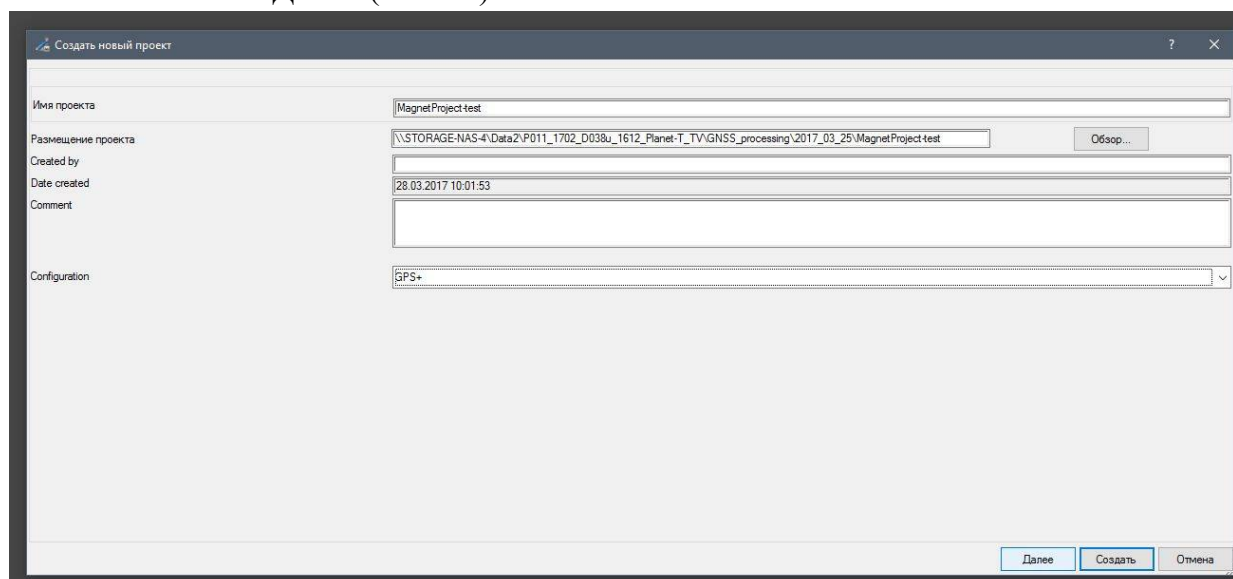 Создать новый проект ? X
Имя проекта MagnetProject-test
Размещение проекта \\STORAGE-NAS-4\Data2\P011_1702_D038u_1612_Planet-T_TV\GNSS_processing\2017_03_25\MagnetProject-test Обзор...
Created by
Date created 28.03.2017 10:01:53
Comment
Configuration GPS+
Далее Создать Отмена